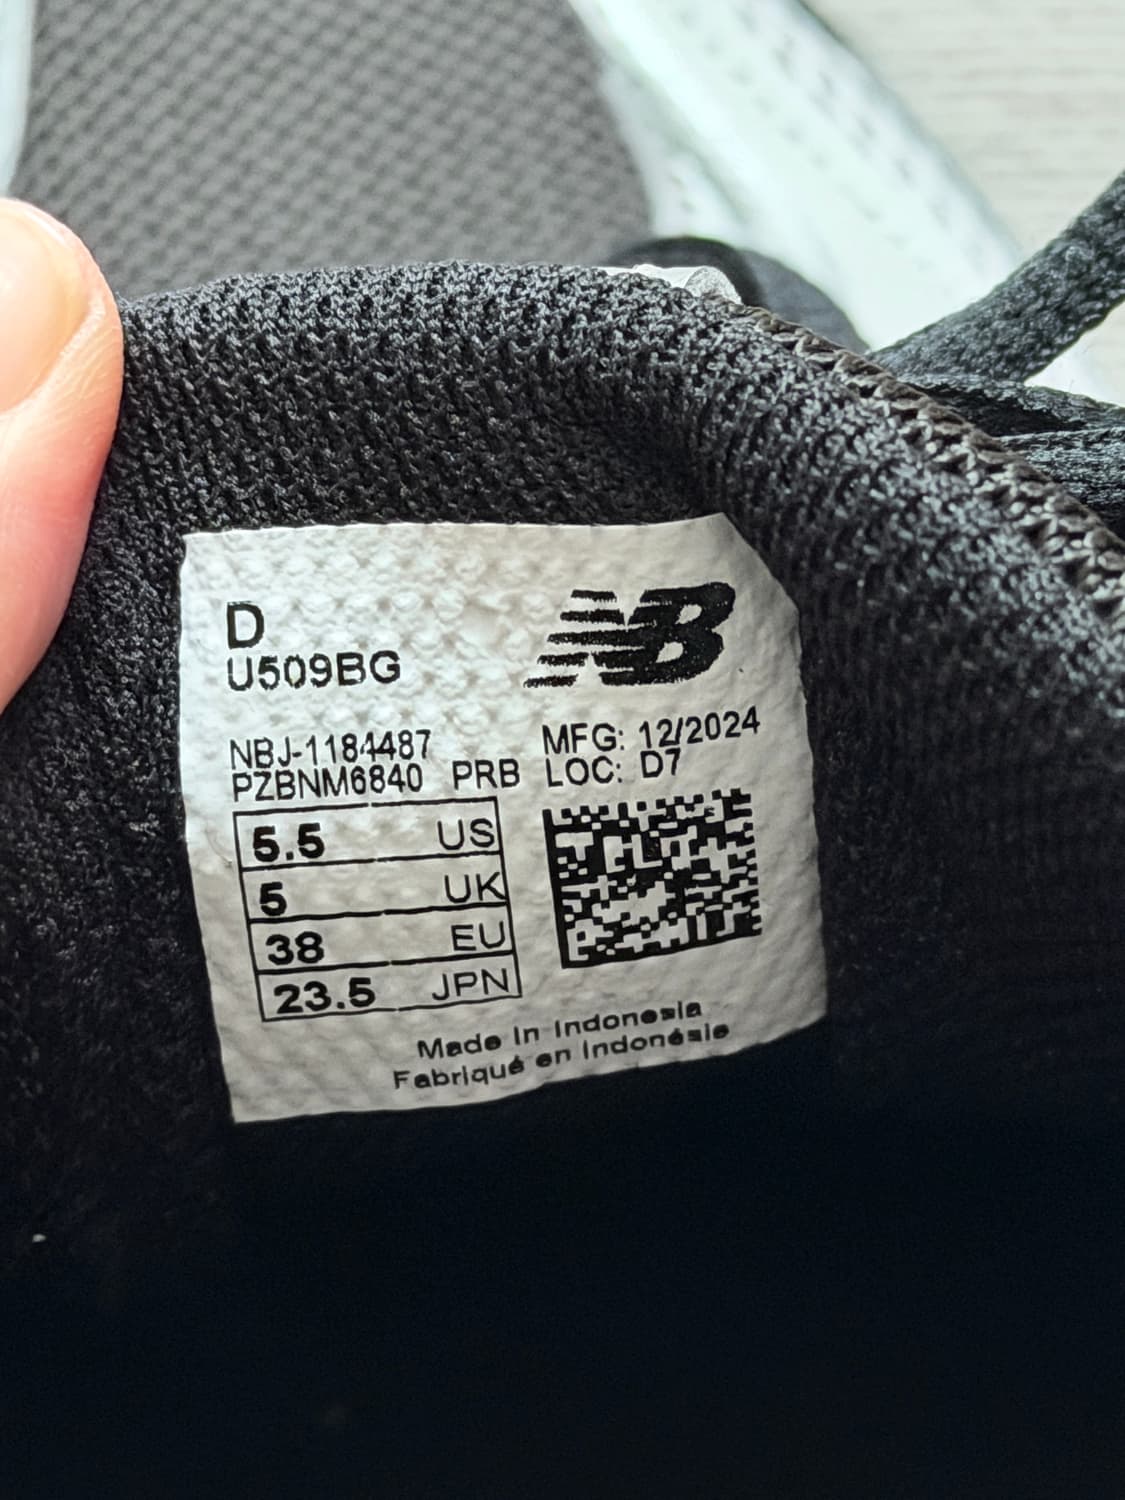 D
U509BG
NB
NBJ-1184487
PZBNM6840 PRB
MFG: 12/2024
LOC: D7
5.5 US
5 UK
38 EU
23.5 JPN
Made In Indonesia
Fabriqué en Indonésie